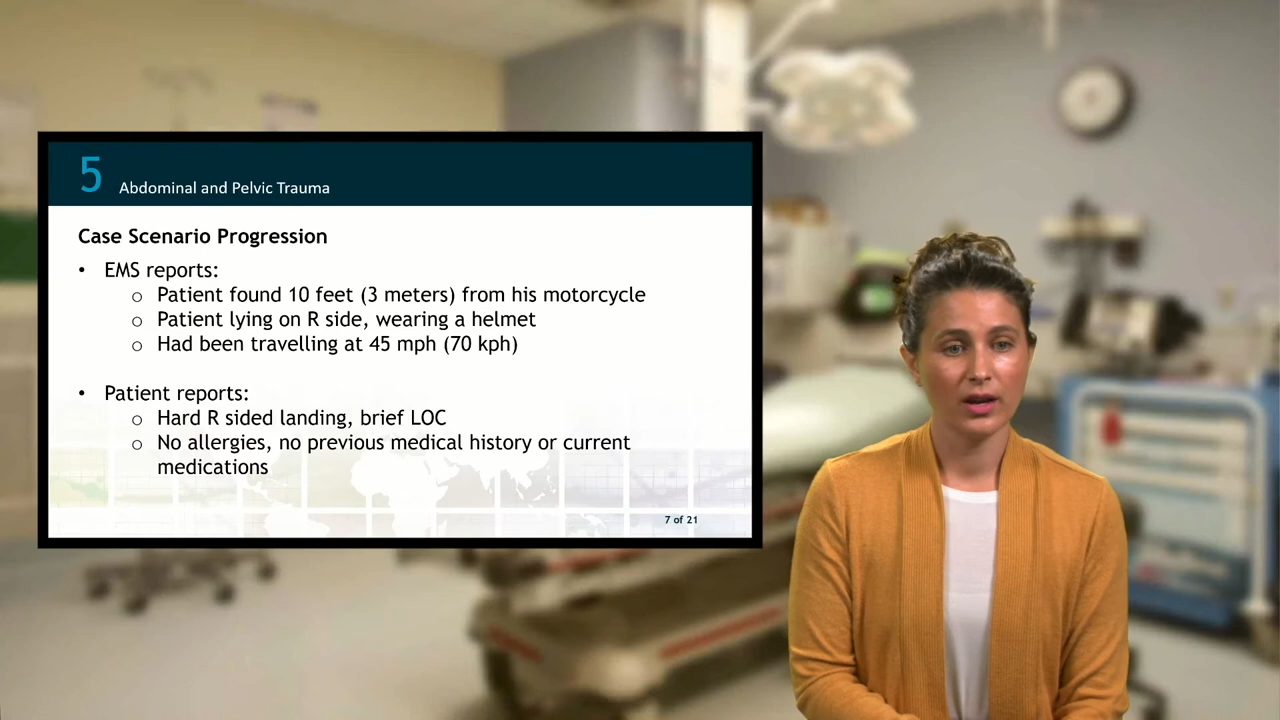 5 Abdominal and Pelvic Trauma
Case Scenario Progression
• EMS reports:
o Patient found 10 feet (3 meters) from his motorcycle
o Patient lying on R side, wearing a helmet
o Had been travelling at 45 mph (70 kph)
• Patient reports:
o Hard R sided landing, brief LOC
o No allergies, no previous medical history or current
medications
7 of 21